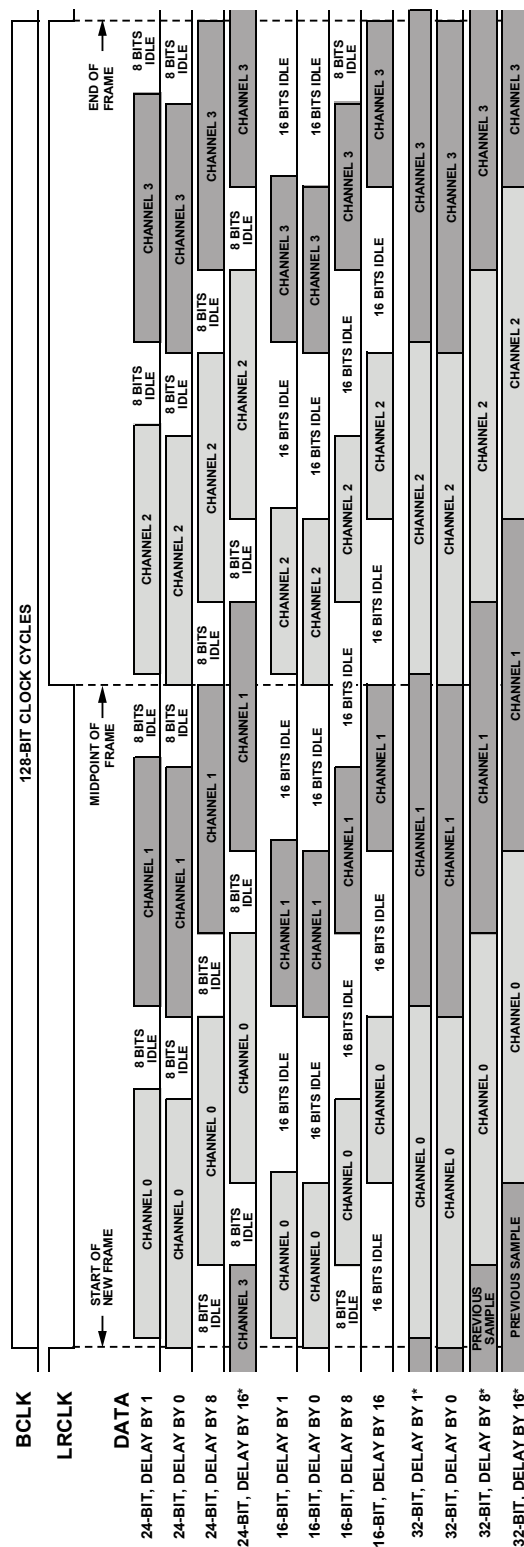 BCLK
128-BIT CLOCK CYCLES
LRCLK
START OF
NEW FRAME
MIDPOINT OF
FRAME
END OF
FRAME
DATA
24-BIT, DELAY BY 1
CHANNEL 0
8 BITS
IDLE
CHANNEL 1
8 BITS
IDLE
CHANNEL 2
8 BITS
IDLE
CHANNEL 3
8 BITS
IDLE
24-BIT, DELAY BY 0
CHANNEL 0
8 BITS
IDLE
CHANNEL 1
8 BITS
IDLE
CHANNEL 2
8 BITS
IDLE
CHANNEL 3
8 BITS
IDLE
24-BIT, DELAY BY 8
8 BITS
IDLE
CHANNEL 0
8 BITS
IDLE
CHANNEL 1
8 BITS
IDLE
CHANNEL 2
8 BITS
IDLE
CHANNEL 3
24-BIT, DELAY BY 16*
CHANNEL 3
8 BITS
IDLE
CHANNEL 0
8 BITS
IDLE
CHANNEL 1
8 BITS
IDLE
CHANNEL 2
8 BITS
IDLE
CHANNEL 3
16-BIT, DELAY BY 1
CHANNEL 0
16 BITS IDLE
CHANNEL 1
16 BITS IDLE
CHANNEL 2
16 BITS IDLE
CHANNEL 3
16 BITS IDLE
16-BIT, DELAY BY 0
CHANNEL 0
16 BITS IDLE
CHANNEL 1
16 BITS IDLE
CHANNEL 2
16 BITS IDLE
CHANNEL 3
16 BITS IDLE
16-BIT, DELAY BY 8
8 BITS
IDLE
CHANNEL 0
16 BITS IDLE
CHANNEL 1
16 BITS IDLE
CHANNEL 2
16 BITS IDLE
CHANNEL 3
8 BITS
IDLE
16-BIT, DELAY BY 16
16 BITS IDLE
CHANNEL 0
16 BITS IDLE
CHANNEL 1
16 BITS IDLE
CHANNEL 2
16 BITS IDLE
CHANNEL 3
32-BIT, DELAY BY 1*
CHANNEL 0
CHANNEL 1
CHANNEL 2
CHANNEL 3
32-BIT, DELAY BY 0
CHANNEL 0
CHANNEL 1
CHANNEL 2
CHANNEL 3
32-BIT, DELAY BY 8*
PREVIOUS
SAMPLE
CHANNEL 0
CHANNEL 1
CHANNEL 2
CHANNEL 3
32-BIT, DELAY BY 16*
PREVIOUS SAMPLE
CHANNEL 0
CHANNEL 1
CHANNEL 2
CHANNEL 3